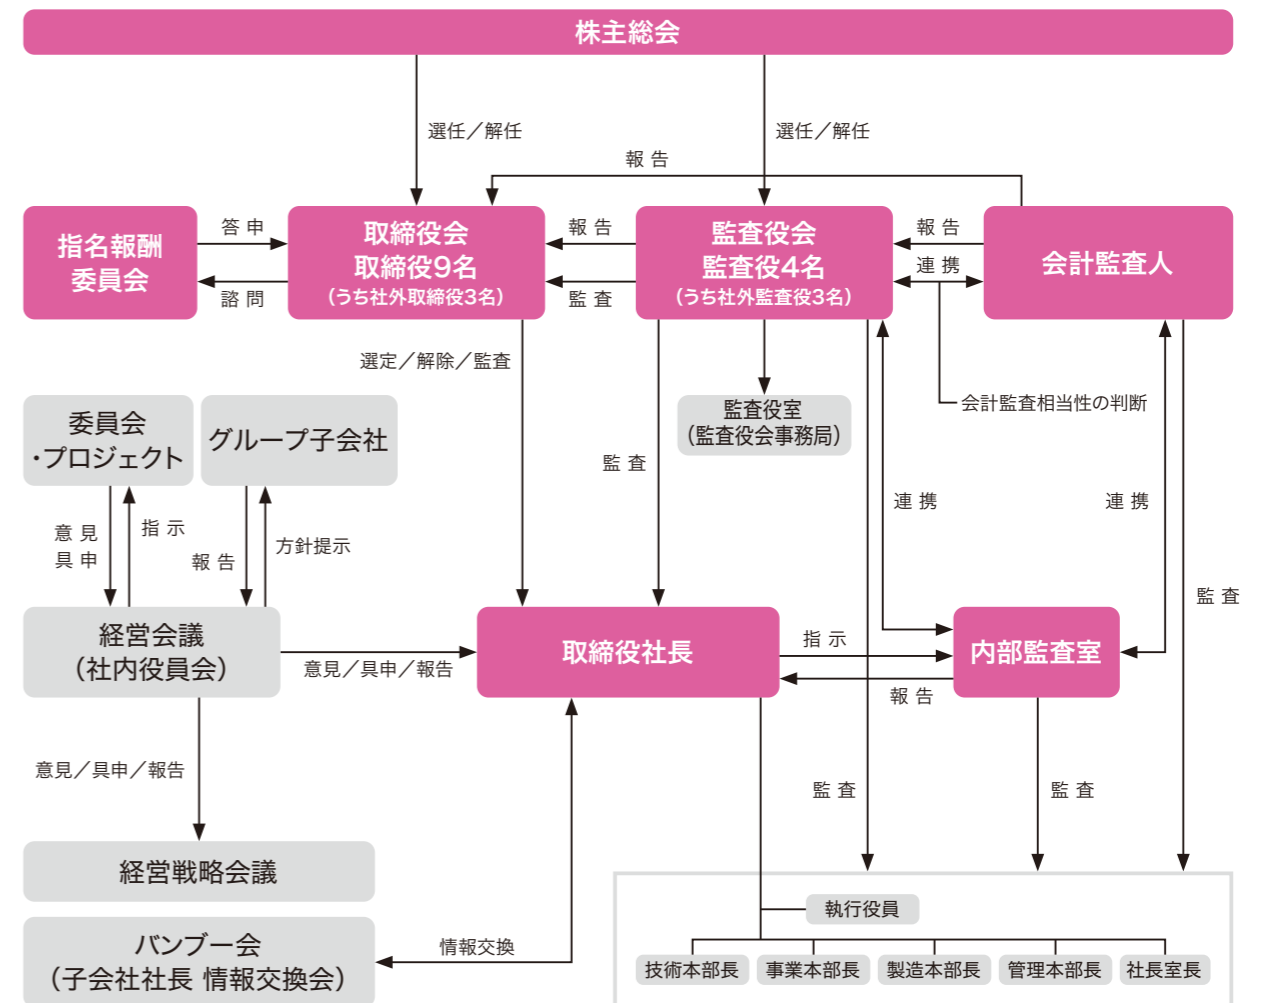 株主総会
選任／解任
選任／解任
報 告
指名報酬
委員会
答 申
諮 問
取締役会
取締役9名
（うち社外取締役3名）
報 告
監 査
監査役会
監査役4名
（うち社外監査役3名）
報 告
連 携
会計監査人
選定／解除／監査
会計監査相当性の判断
委員会
・プロジェクト
グループ子会社
監査役室
（監査役会事務局）
監 査
連 携
連 携
意 見
具 申
指 示
報 告
方針提示
監 査
経営会議
（社内役員会）
意見／具申／報告
取締役社長
指 示
報 告
内部監査室
意見／具申／報告
監 査
監 査
経営戦略会議
執行役員
バンブー会
（子会社社長 情報交換会）
情報交換
技術本部長
事業本部長
製造本部長
管理本部長
社長室長